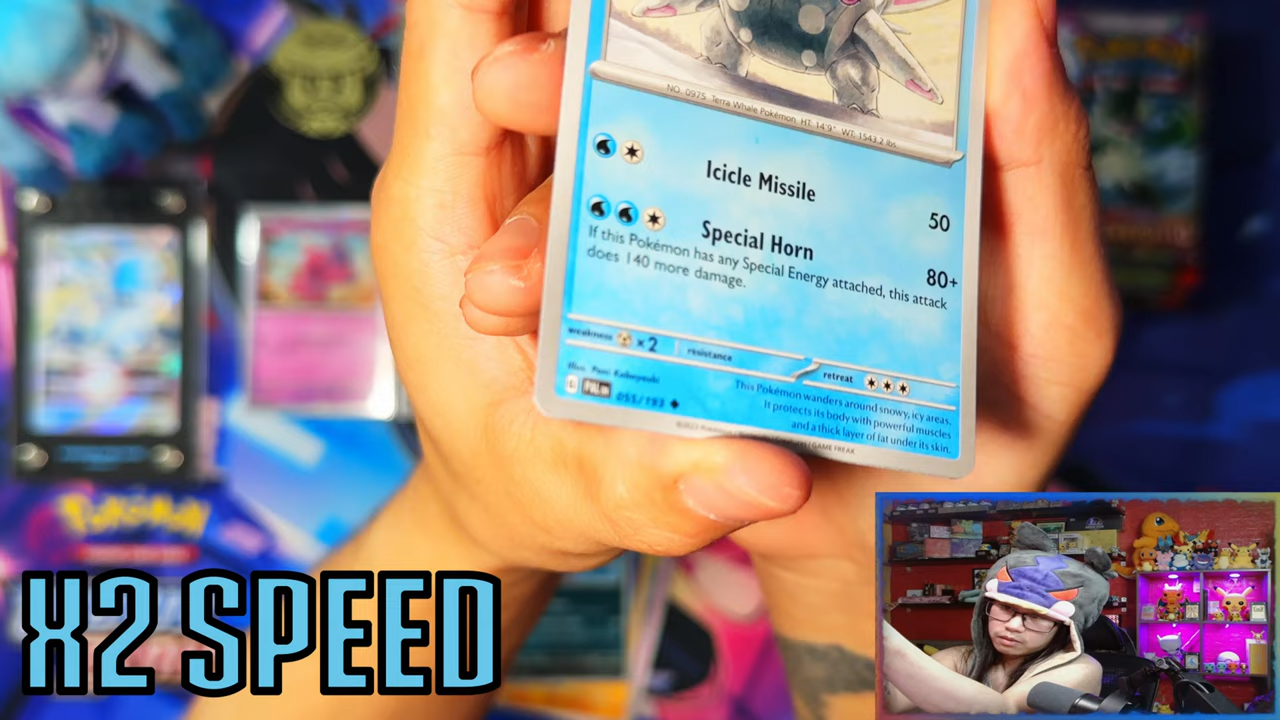 NO. 0975 Terra Whale Pokémon HT: 14'9" WT: 1543.2 lbs
Icicle Missile
50
Special Horn
80+
If this Pokémon has any Special Energy attached, this attack
does 140 more damage.
weakness ×2 resistance
retreat
Illus.
055/193
This Pokémon wanders around snowy, icy areas.
It protects its body with powerful muscles
and a thick layer of fat under its skin.
GAME FREAK
Pokémon
X2 SPEED